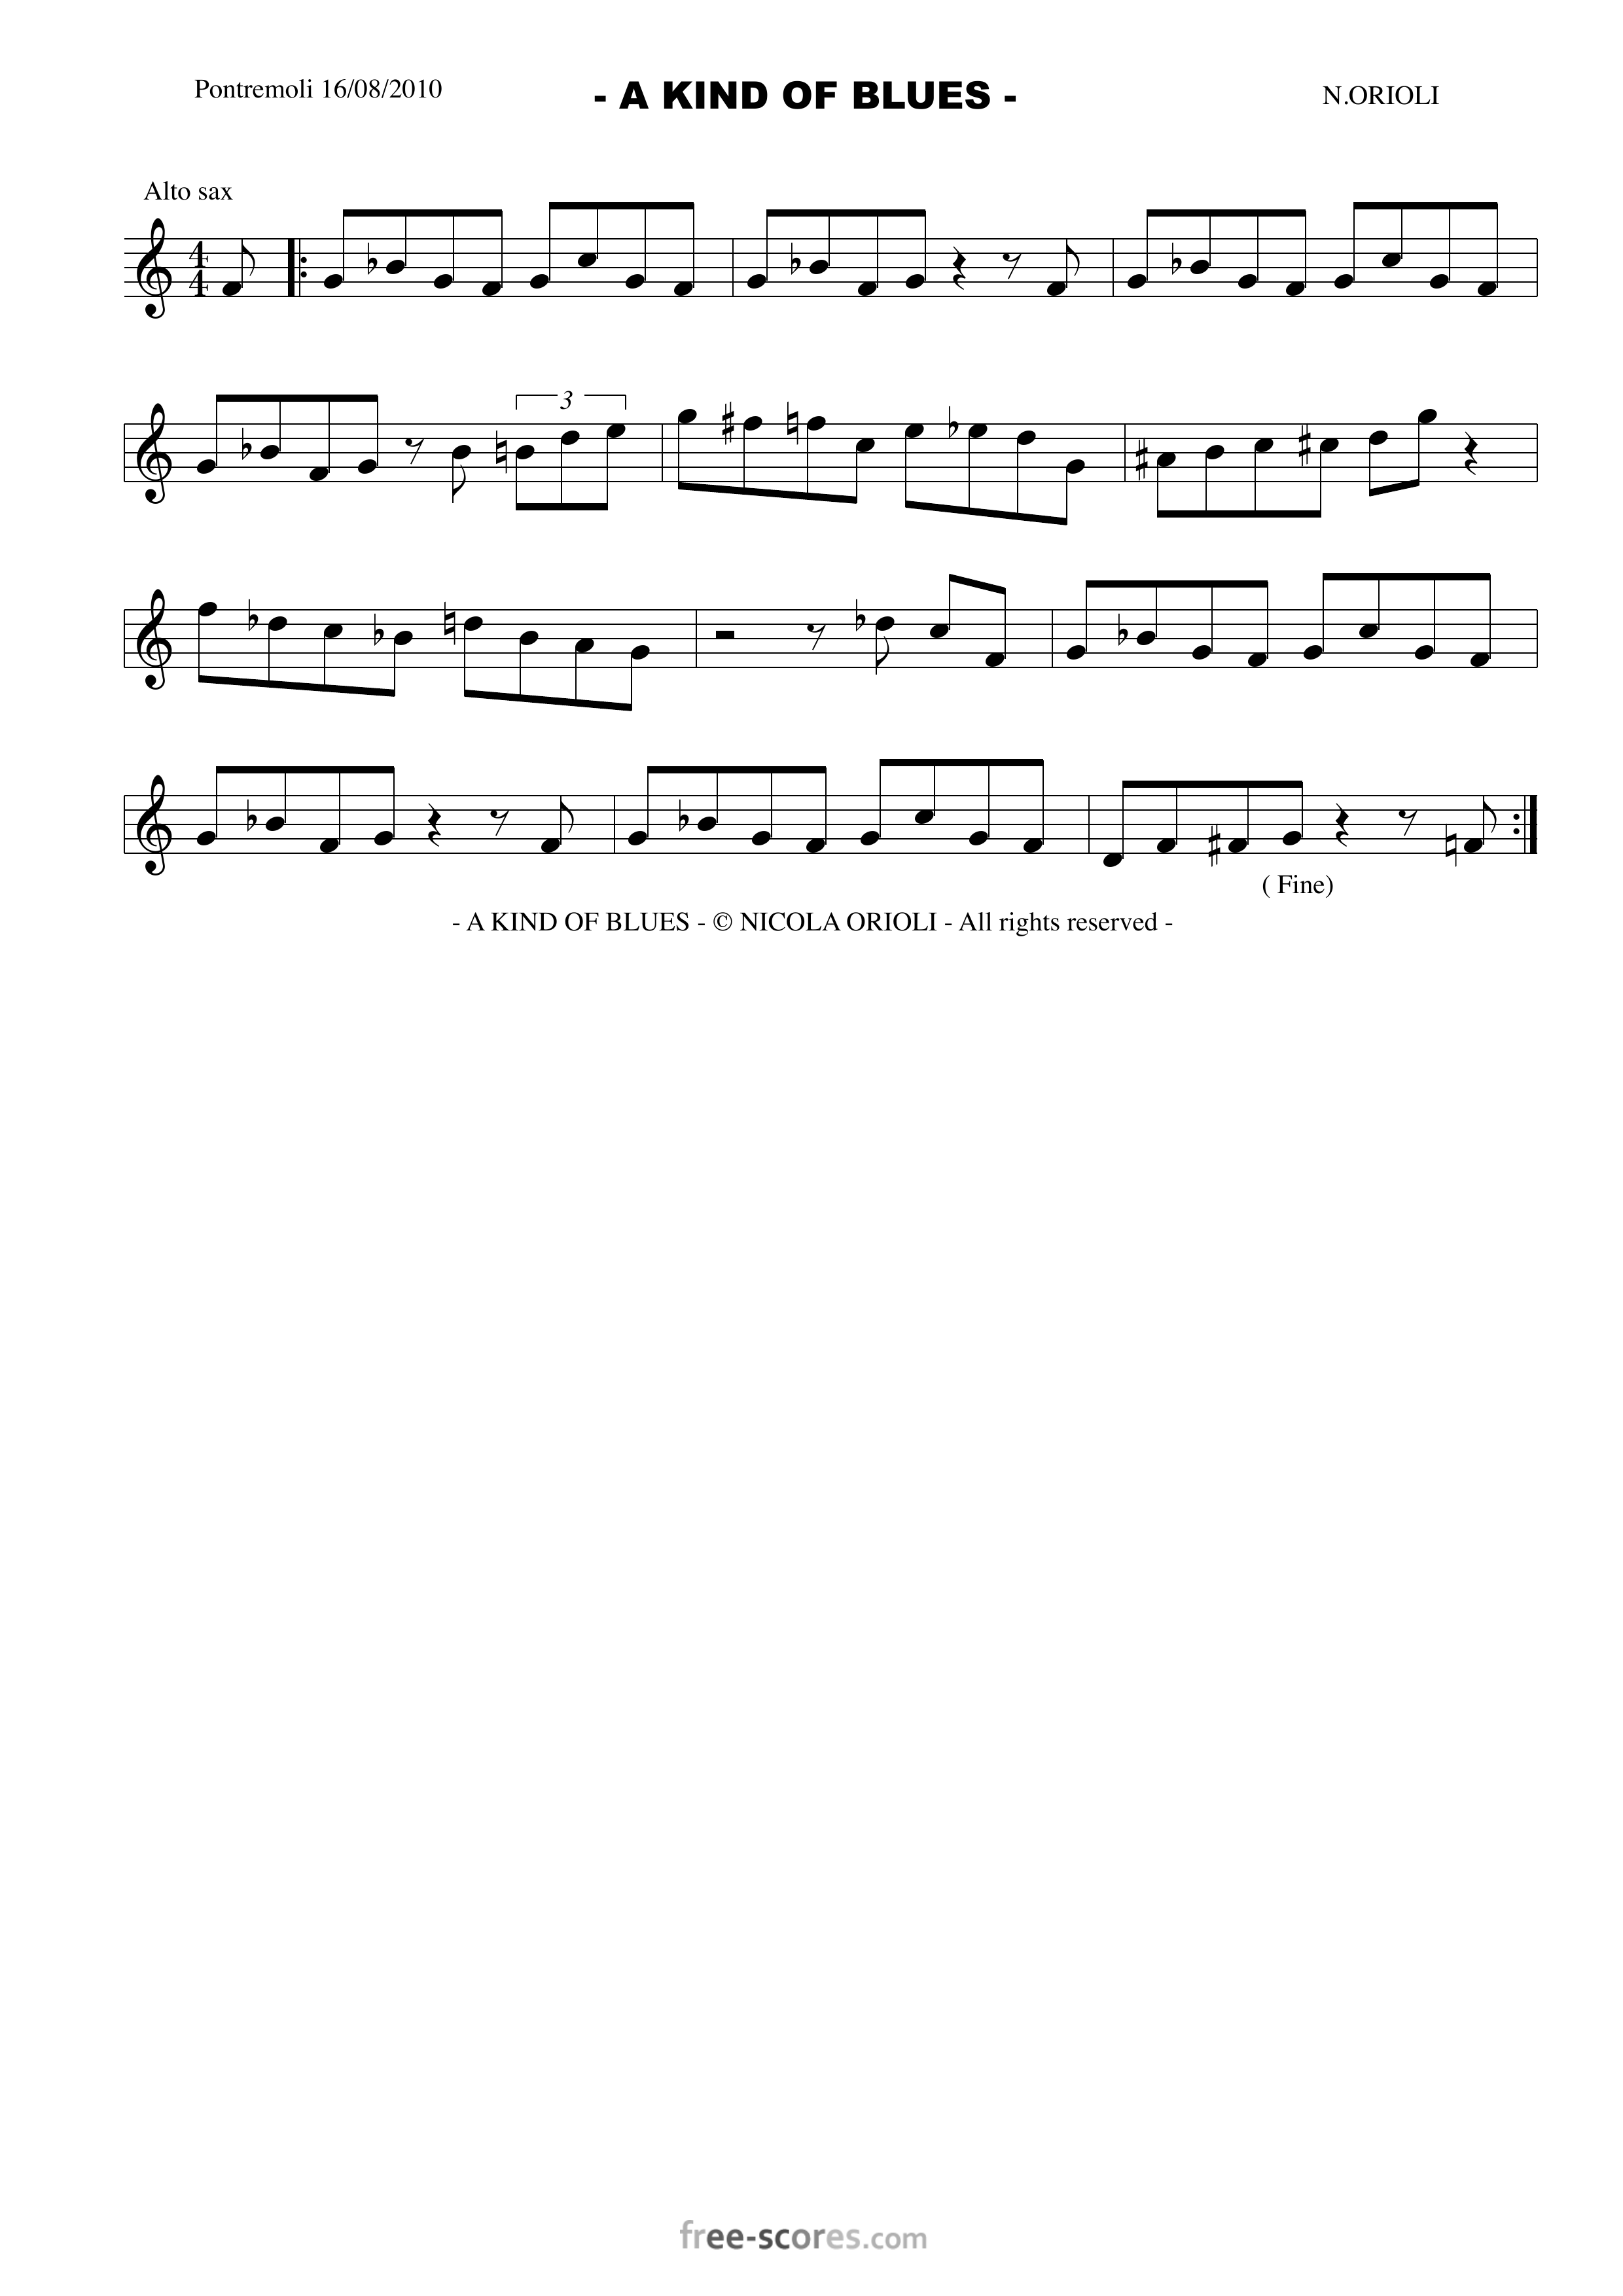 Pontremoli 16/08/2010
- A KIND OF BLUES -
N.ORIOLI
Alto sax
4
4
3
( Fine)
- A KIND OF BLUES - © NICOLA ORIOLI - All rights reserved -
free-scores.com